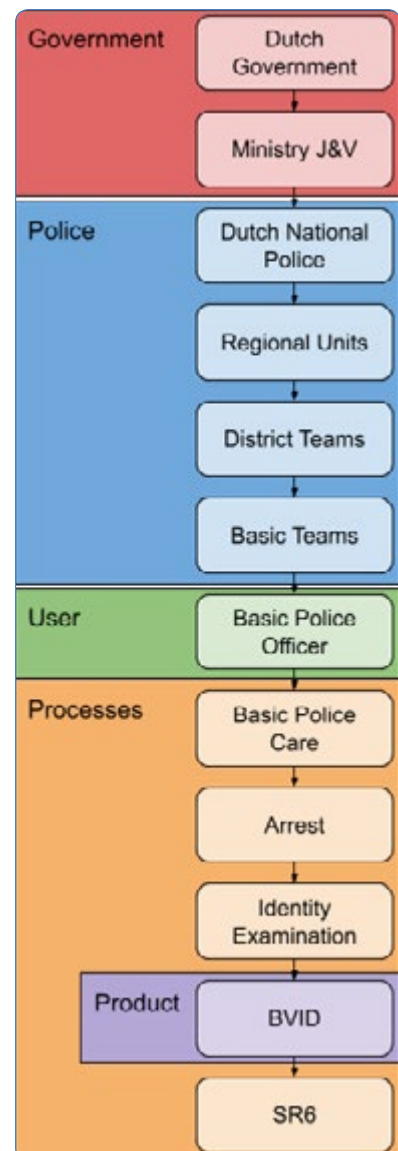 Government
Dutch
Government
Ministry J&V
Police
Dutch National
Police
Regional Units
District Teams
Basic Teams
User
Basic Police
Officer
Processes
Basic Police
Care
Arrest
Identity
Examination
Product
BVID
SR6